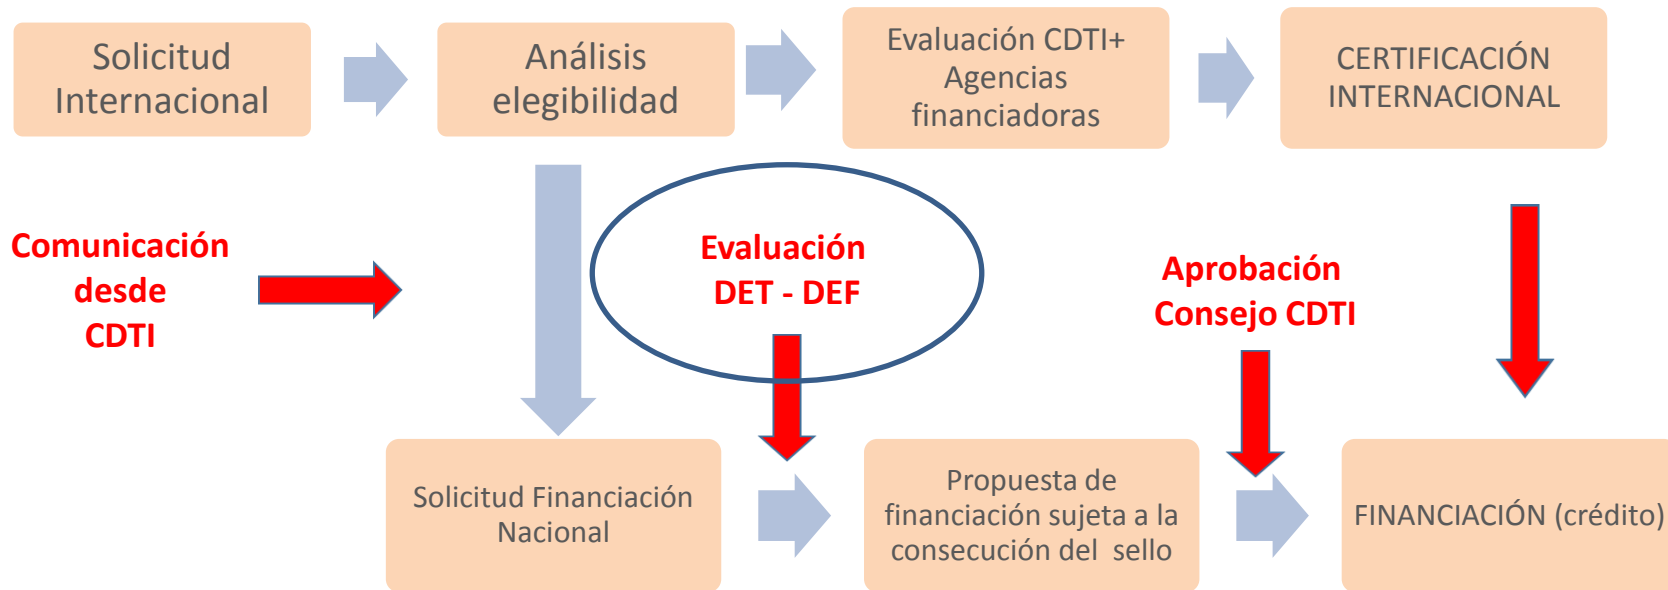 Solicitud
Internacional
Análisis
elegibilidad
Evaluación CDTI+
Agencias
financiadoras
CERTIFICACIÓN
INTERNACIONAL
Comunicación
desde
CDTI
Evaluación
DET - DEF
Aprobación
Consejo CDTI
Solicitud Financiación
Nacional
Propuesta de
financiación sujeta a la
consecución del sello
FINANCIACIÓN (crédito)